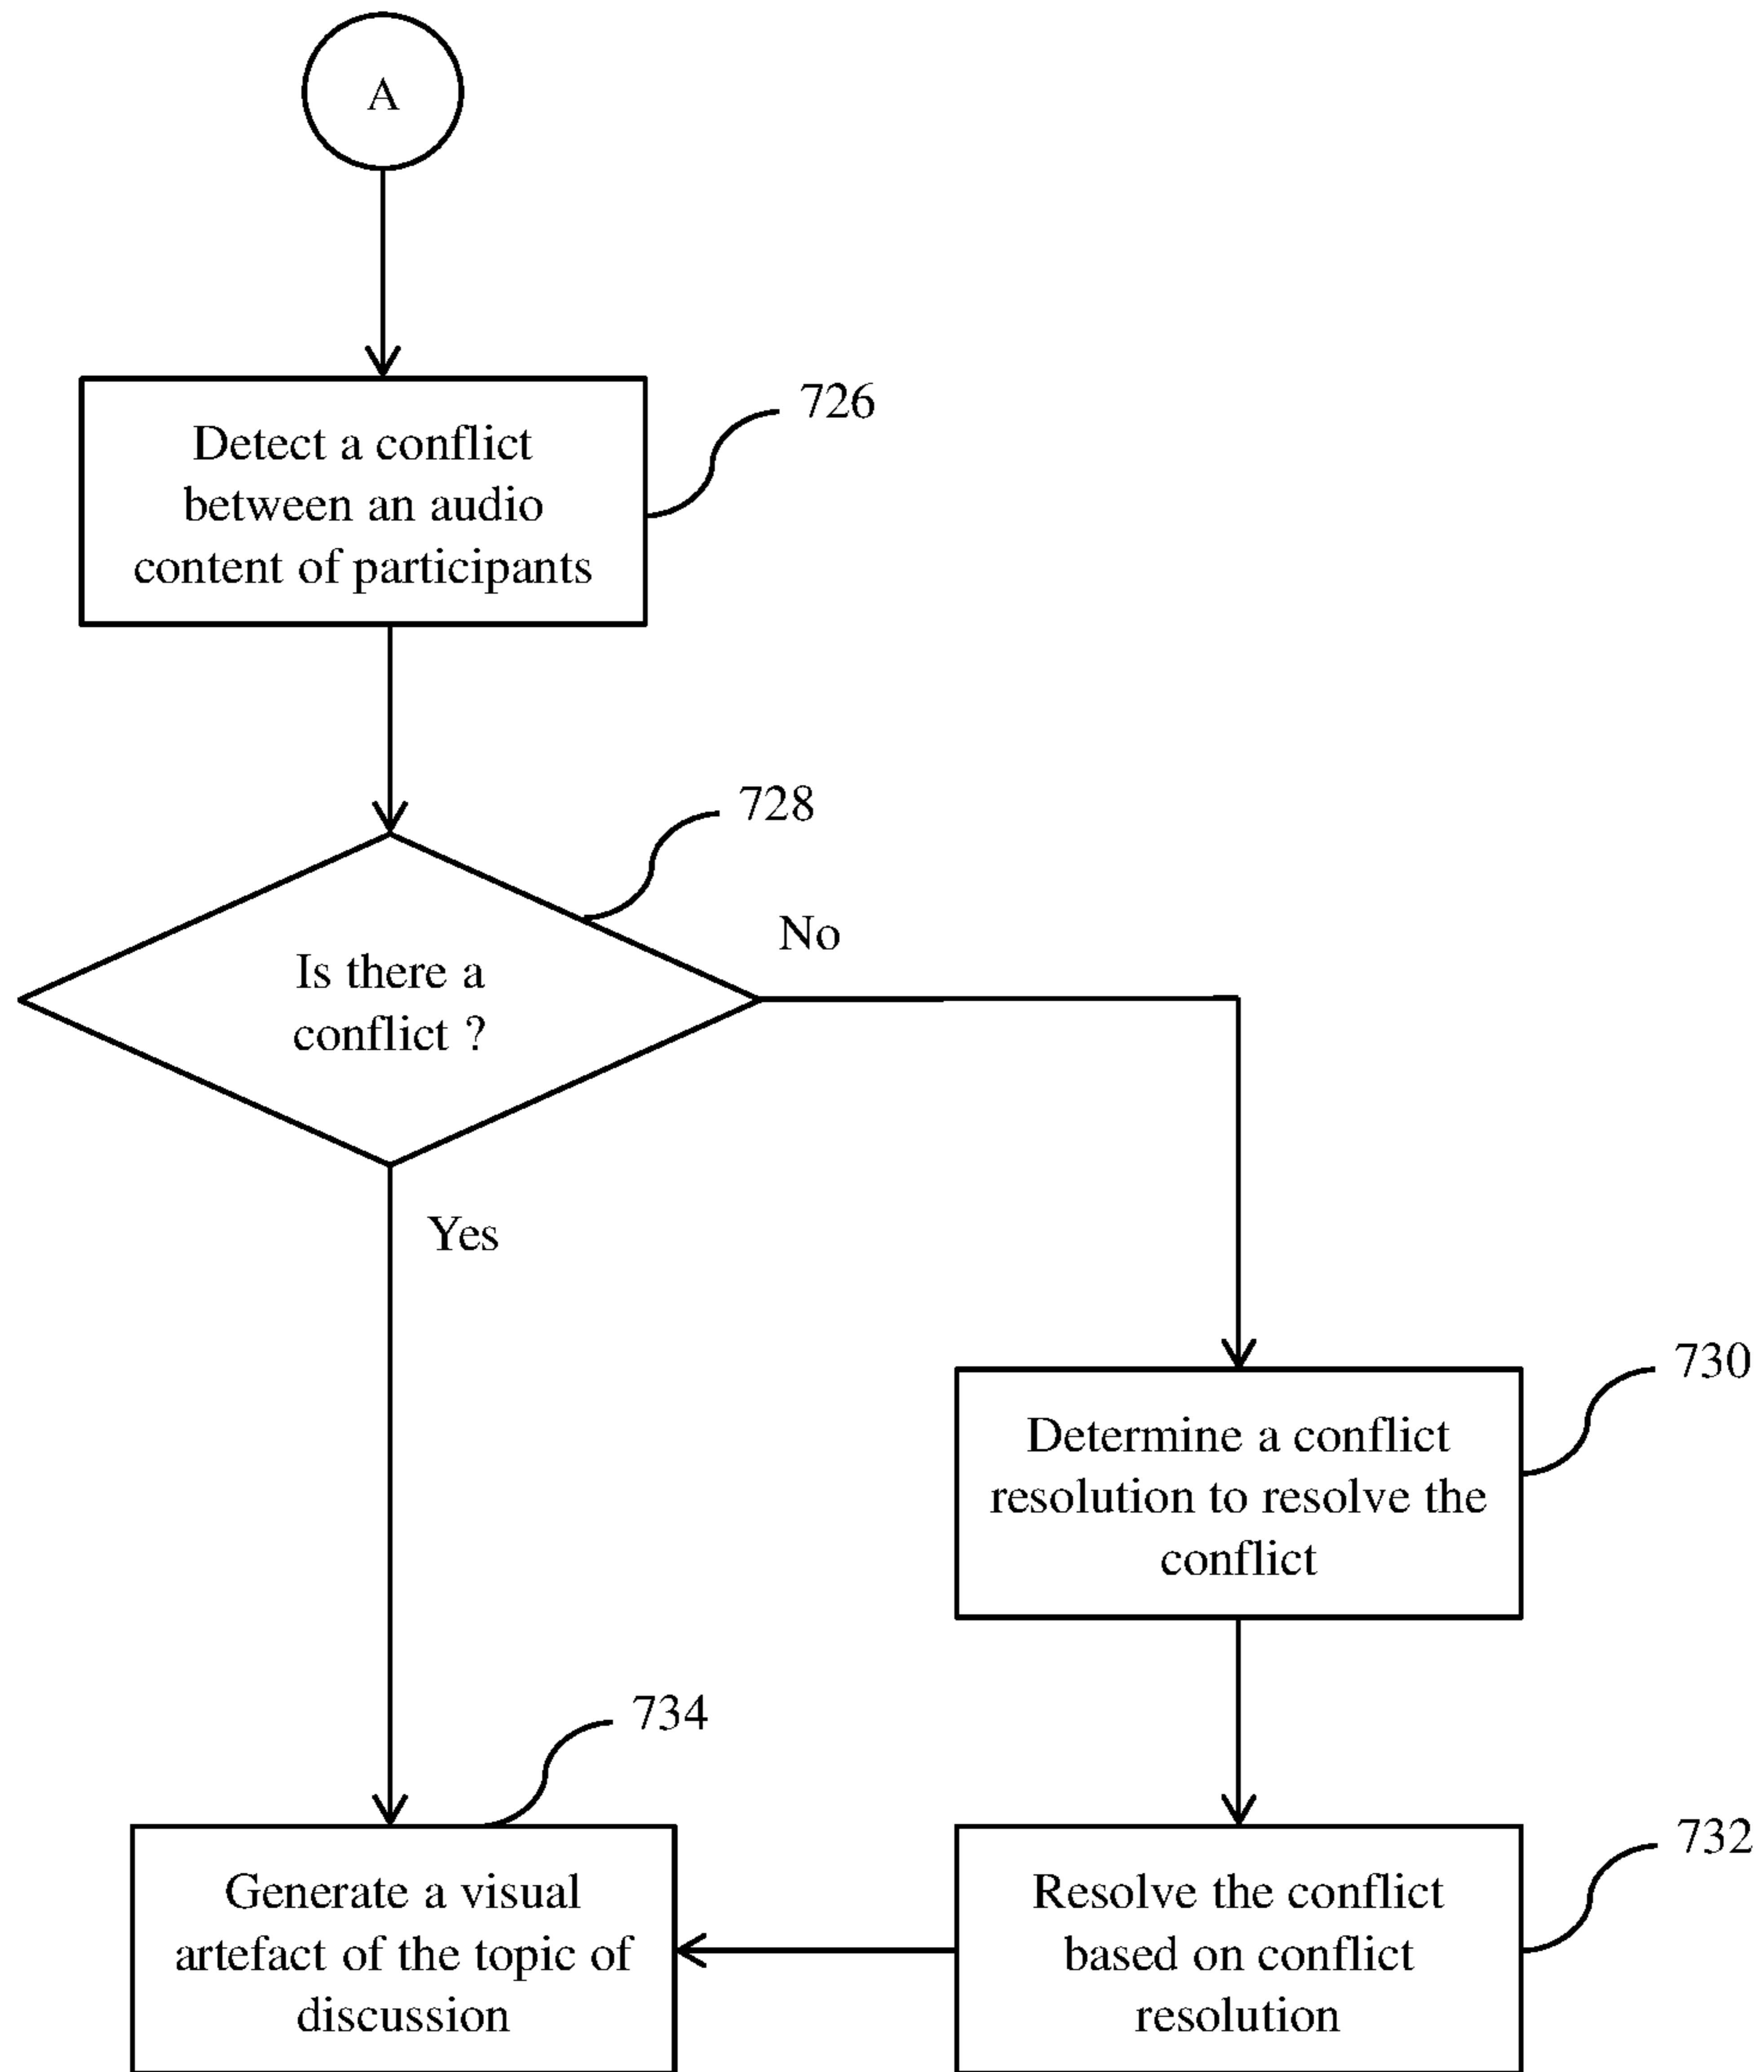 A
726
Detect a conflict
between an audio
content of participants
728
Is there a
conflict ?
No
Yes
730
Determine a conflict
resolution to resolve the
conflict
734
732
Generate a visual
artefact of the topic of
discussion
Resolve the conflict
based on conflict
resolution